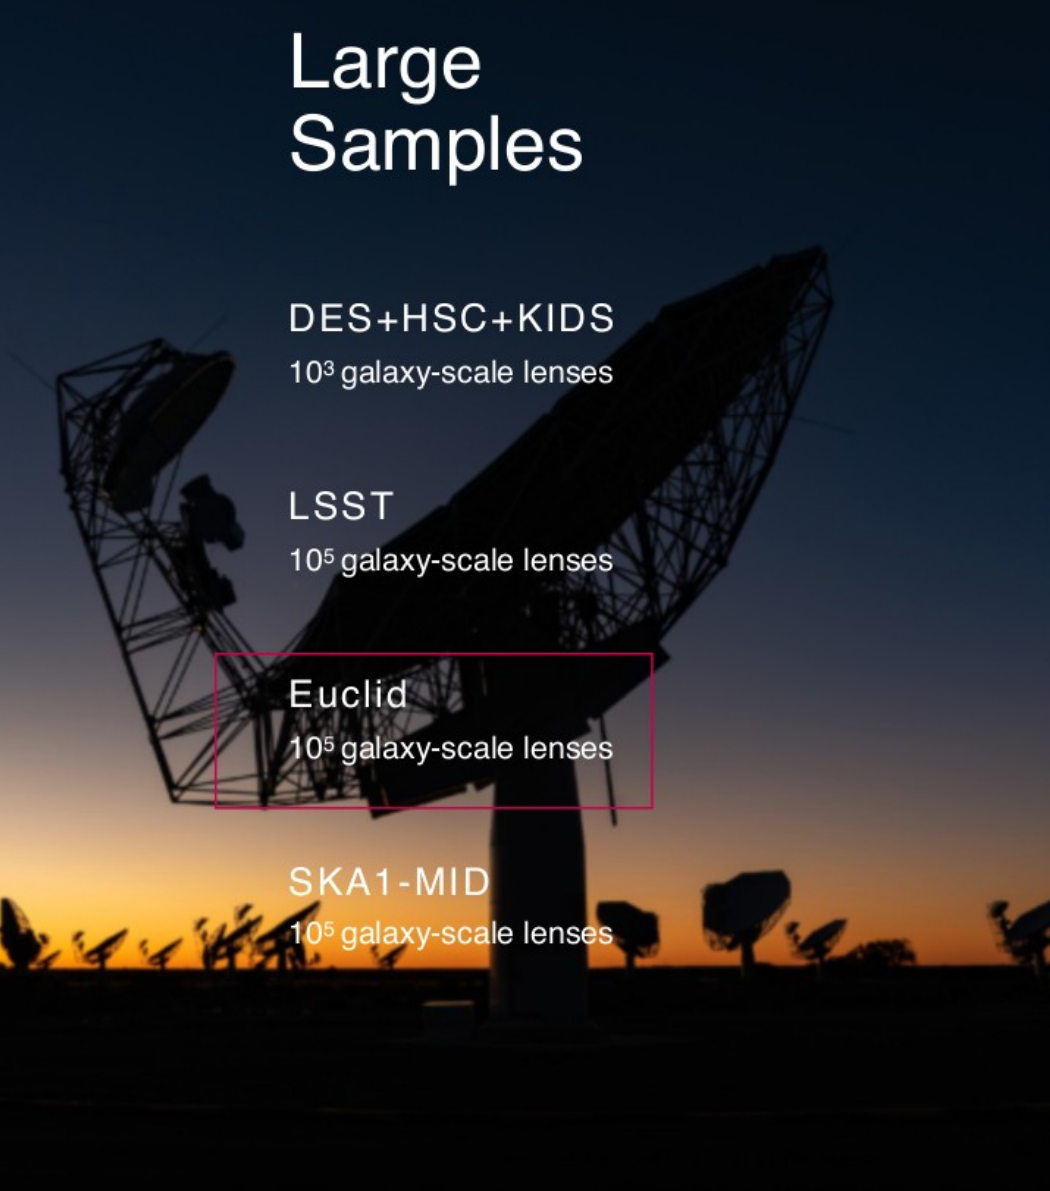 Large
Samples
DES+HSC+KIDS
10³ galaxy-scale lenses
LSST
10⁵ galaxy-scale lenses
Euclid
10⁵ galaxy-scale lenses
SKA1-MID
10⁵ galaxy-scale lenses